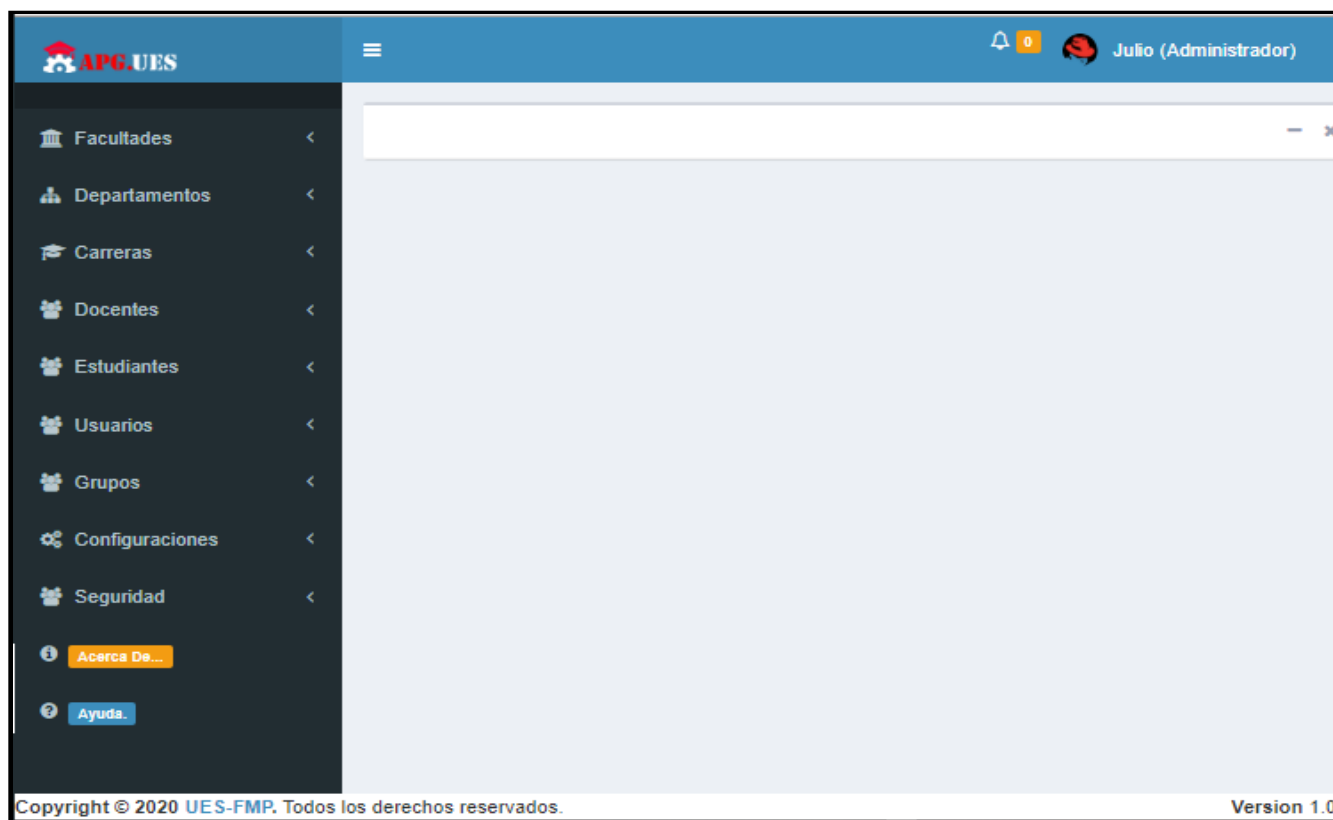 APG.UES
0
Julio (Administrador)
Facultades
Departamentos
Carreras
Docentes
Estudiantes
Usuarios
Grupos
Configuraciones
Seguridad
Acerca De...
Ayuda.
Copyright © 2020 UES-FMP. Todos los derechos reservados.
Version 1.0